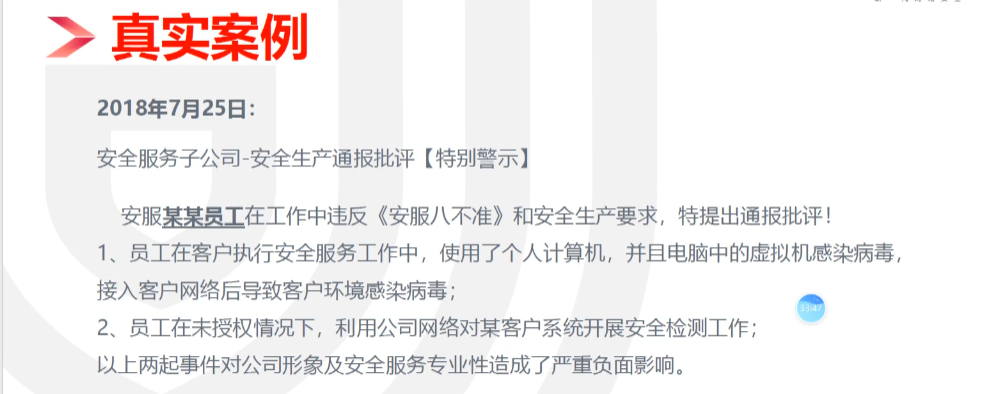 真实案例
2018年7月25日：
安全服务子公司-安全生产通报批评【特别警示】
安服某某员工在工作中违反《安服八不准》和安全生产要求，特提出通报批评！
1、员工在客户执行安全服务工作中，使用了个人计算机，并且电脑中的虚拟机感染病毒，
接入客户网络后导致客户环境感染病毒；
33:47
2、员工在未授权情况下，利用公司网络对某客户系统开展安全检测工作；
以上两起事件对公司形象及安全服务专业性造成了严重负面影响。